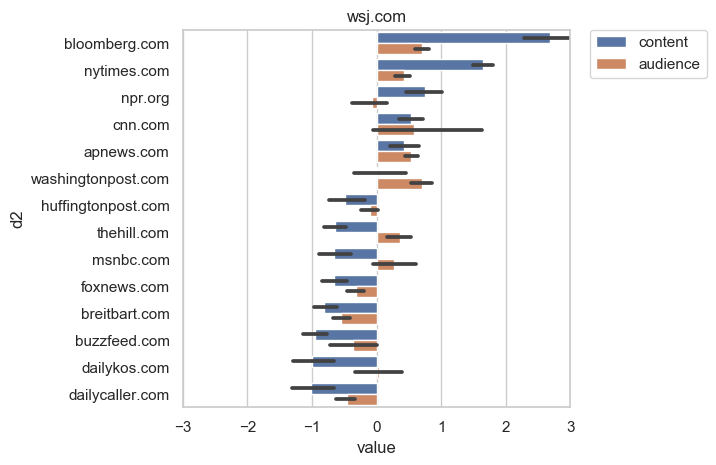 wsj.com
bloomberg.com
nytimes.com
npr.org
cnn.com
apnews.com
washingtonpost.com
huffingtonpost.com
thehill.com
msnbc.com
foxnews.com
breitbart.com
buzzfeed.com
dailykos.com
dailycaller.com
d2
−3 −2 −1 0 1 2 3
value
content
audience